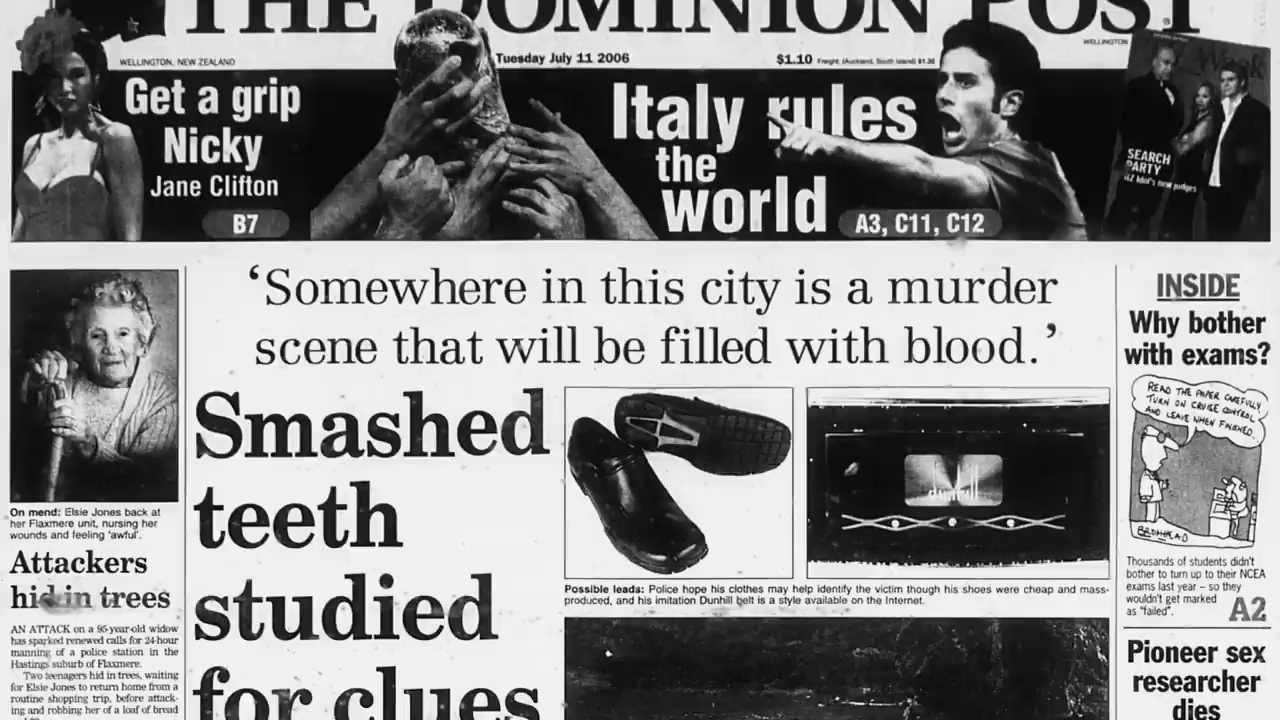 THE DOMINION POST
WELLINGTON, NEW ZEALAND
Tuesday July 11 2006
$1.10 Freight (Auckland, South Island) $1.30
WELLINGTON
Get a grip
Nicky
Jane Clifton
B7
Italy rules
the
world
A3, C11, C12
Week
SEARCH
PARTY
NZ Idol's new judges
'Somewhere in this city is a murder
scene that will be filled with blood.'
On mend: Elsie Jones back at
her Flaxmere unit, nursing her
wounds and feeling 'awful'.
Attackers
hid in trees
AN ATTACK on a 95-year-old widow
has sparked renewed calls for 24-hour
manning of a police station in the
Hastings suburb of Flaxmere.
Two teenagers hid in trees, waiting
for Elsie Jones to return home from a
routine shopping trip, before attack-
ing and robbing her of a loaf of bread
Smashed
teeth
studied
for clues
dunhill
Possible leads: Police hope his clothes may help identify the victim though his shoes were cheap and mass-
produced, and his imitation Dunhill belt is a style available on the Internet.
INSIDE
Why bother
with exams?
READ THE PAPER CAREFULLY,
TURN ON CRUISE CONTROL
AND LEAVE WHEN FINISHED.
BROMHEAD
Thousands of students didn't
bother to turn up to their NCEA
exams last year – so they
wouldn't get marked
as "failed".
A2
Pioneer sex
researcher
dies